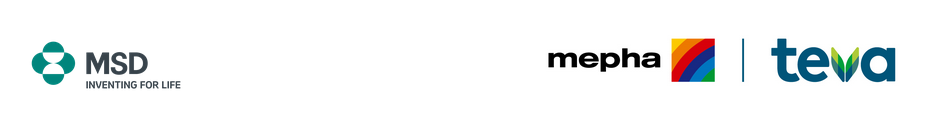 MSD
INVENTING FOR LIFE
mepha
teva